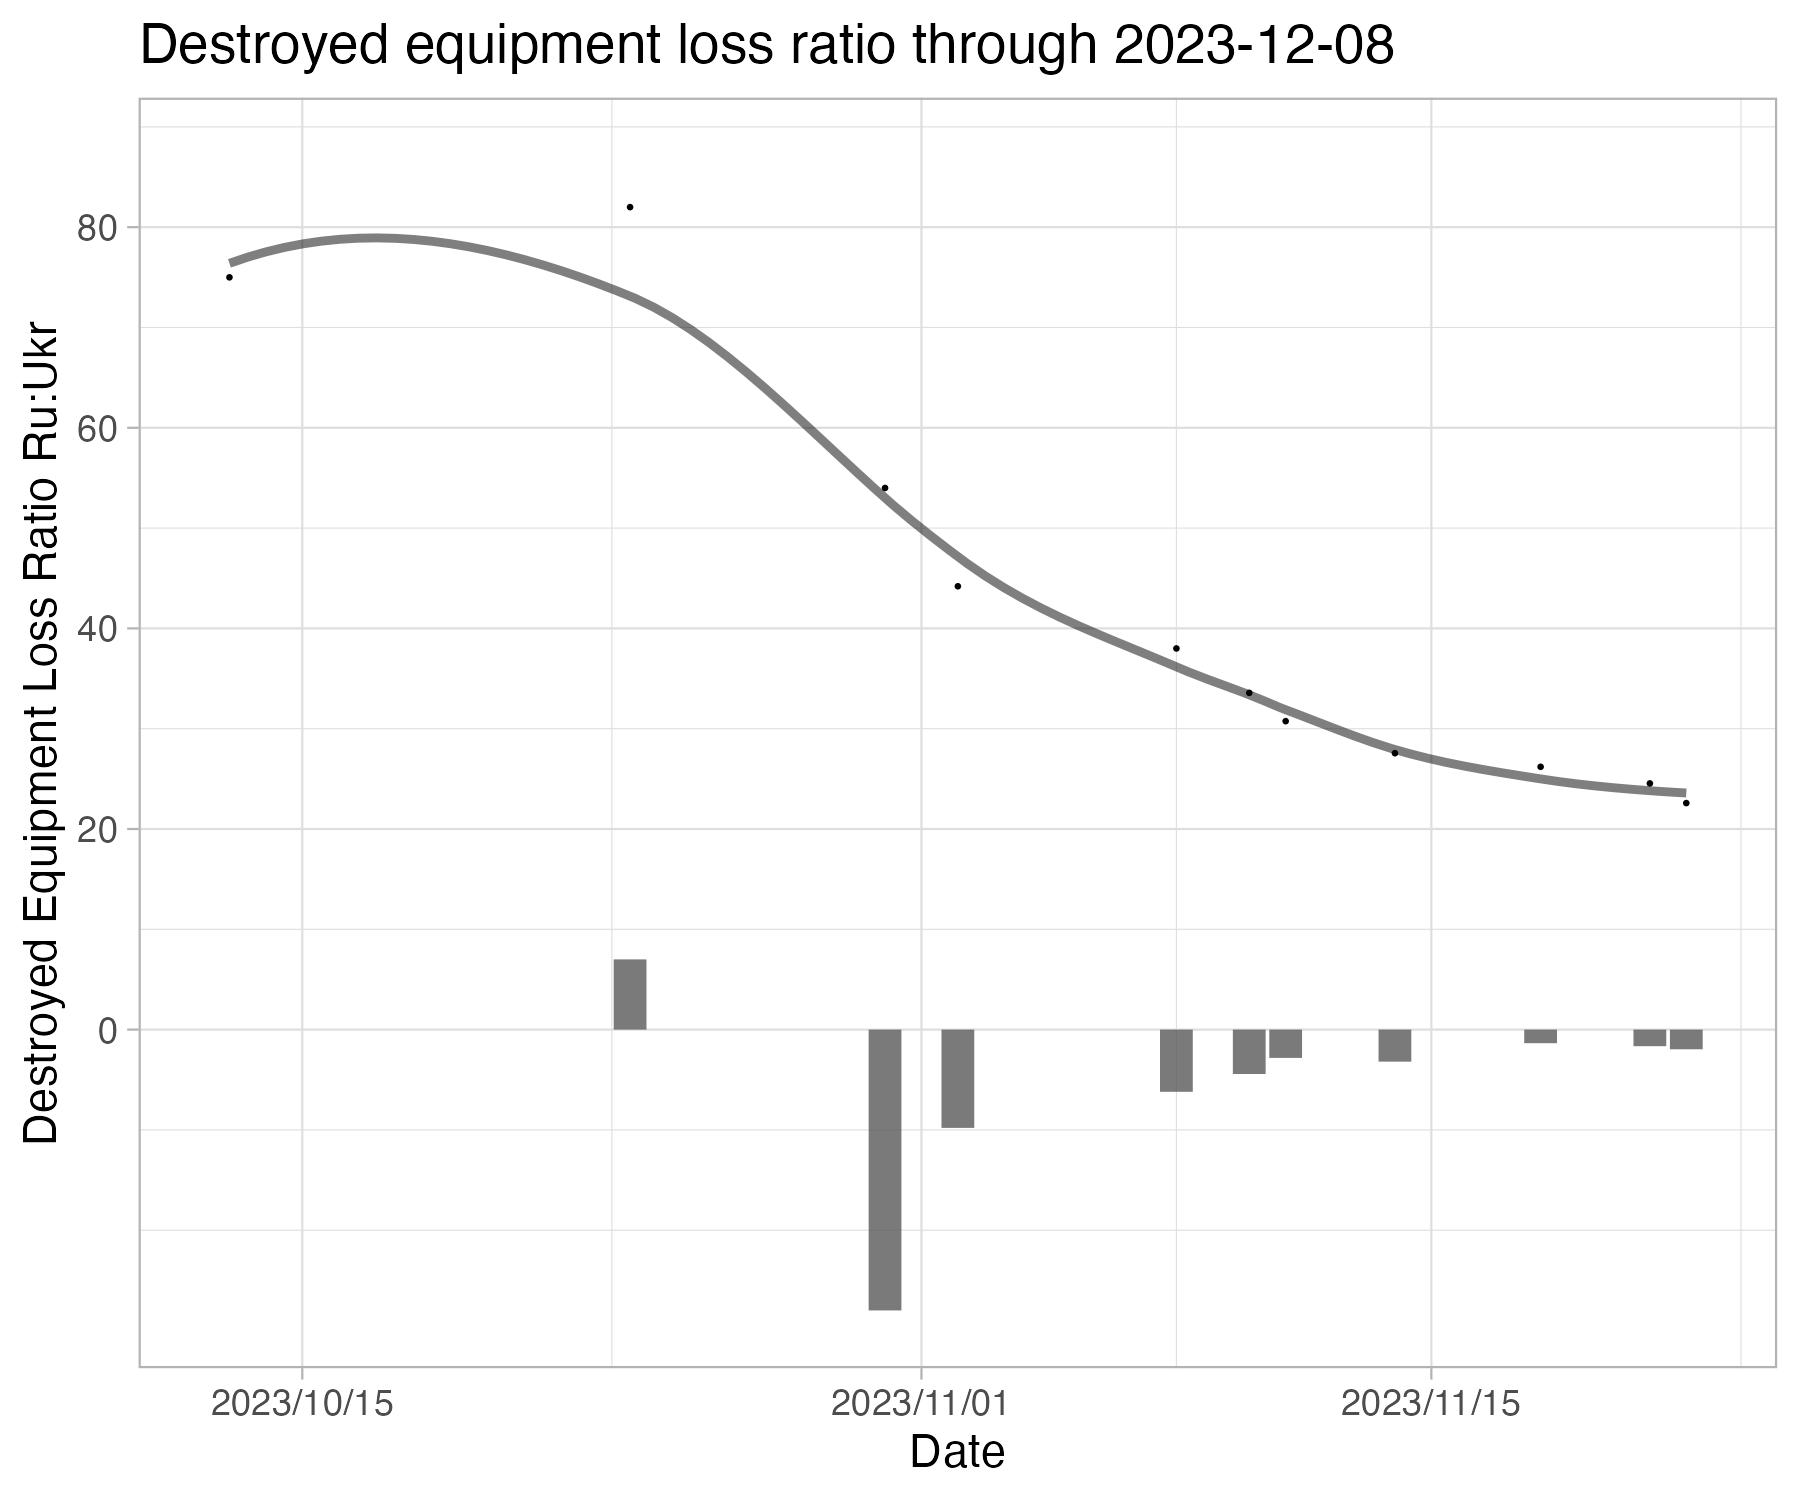 Destroyed equipment loss ratio through 2023-12-08
Destroyed Equipment Loss Ratio Ru:Ukr
80
60
40
20
0
2023/10/15
2023/11/01
2023/11/15
Date